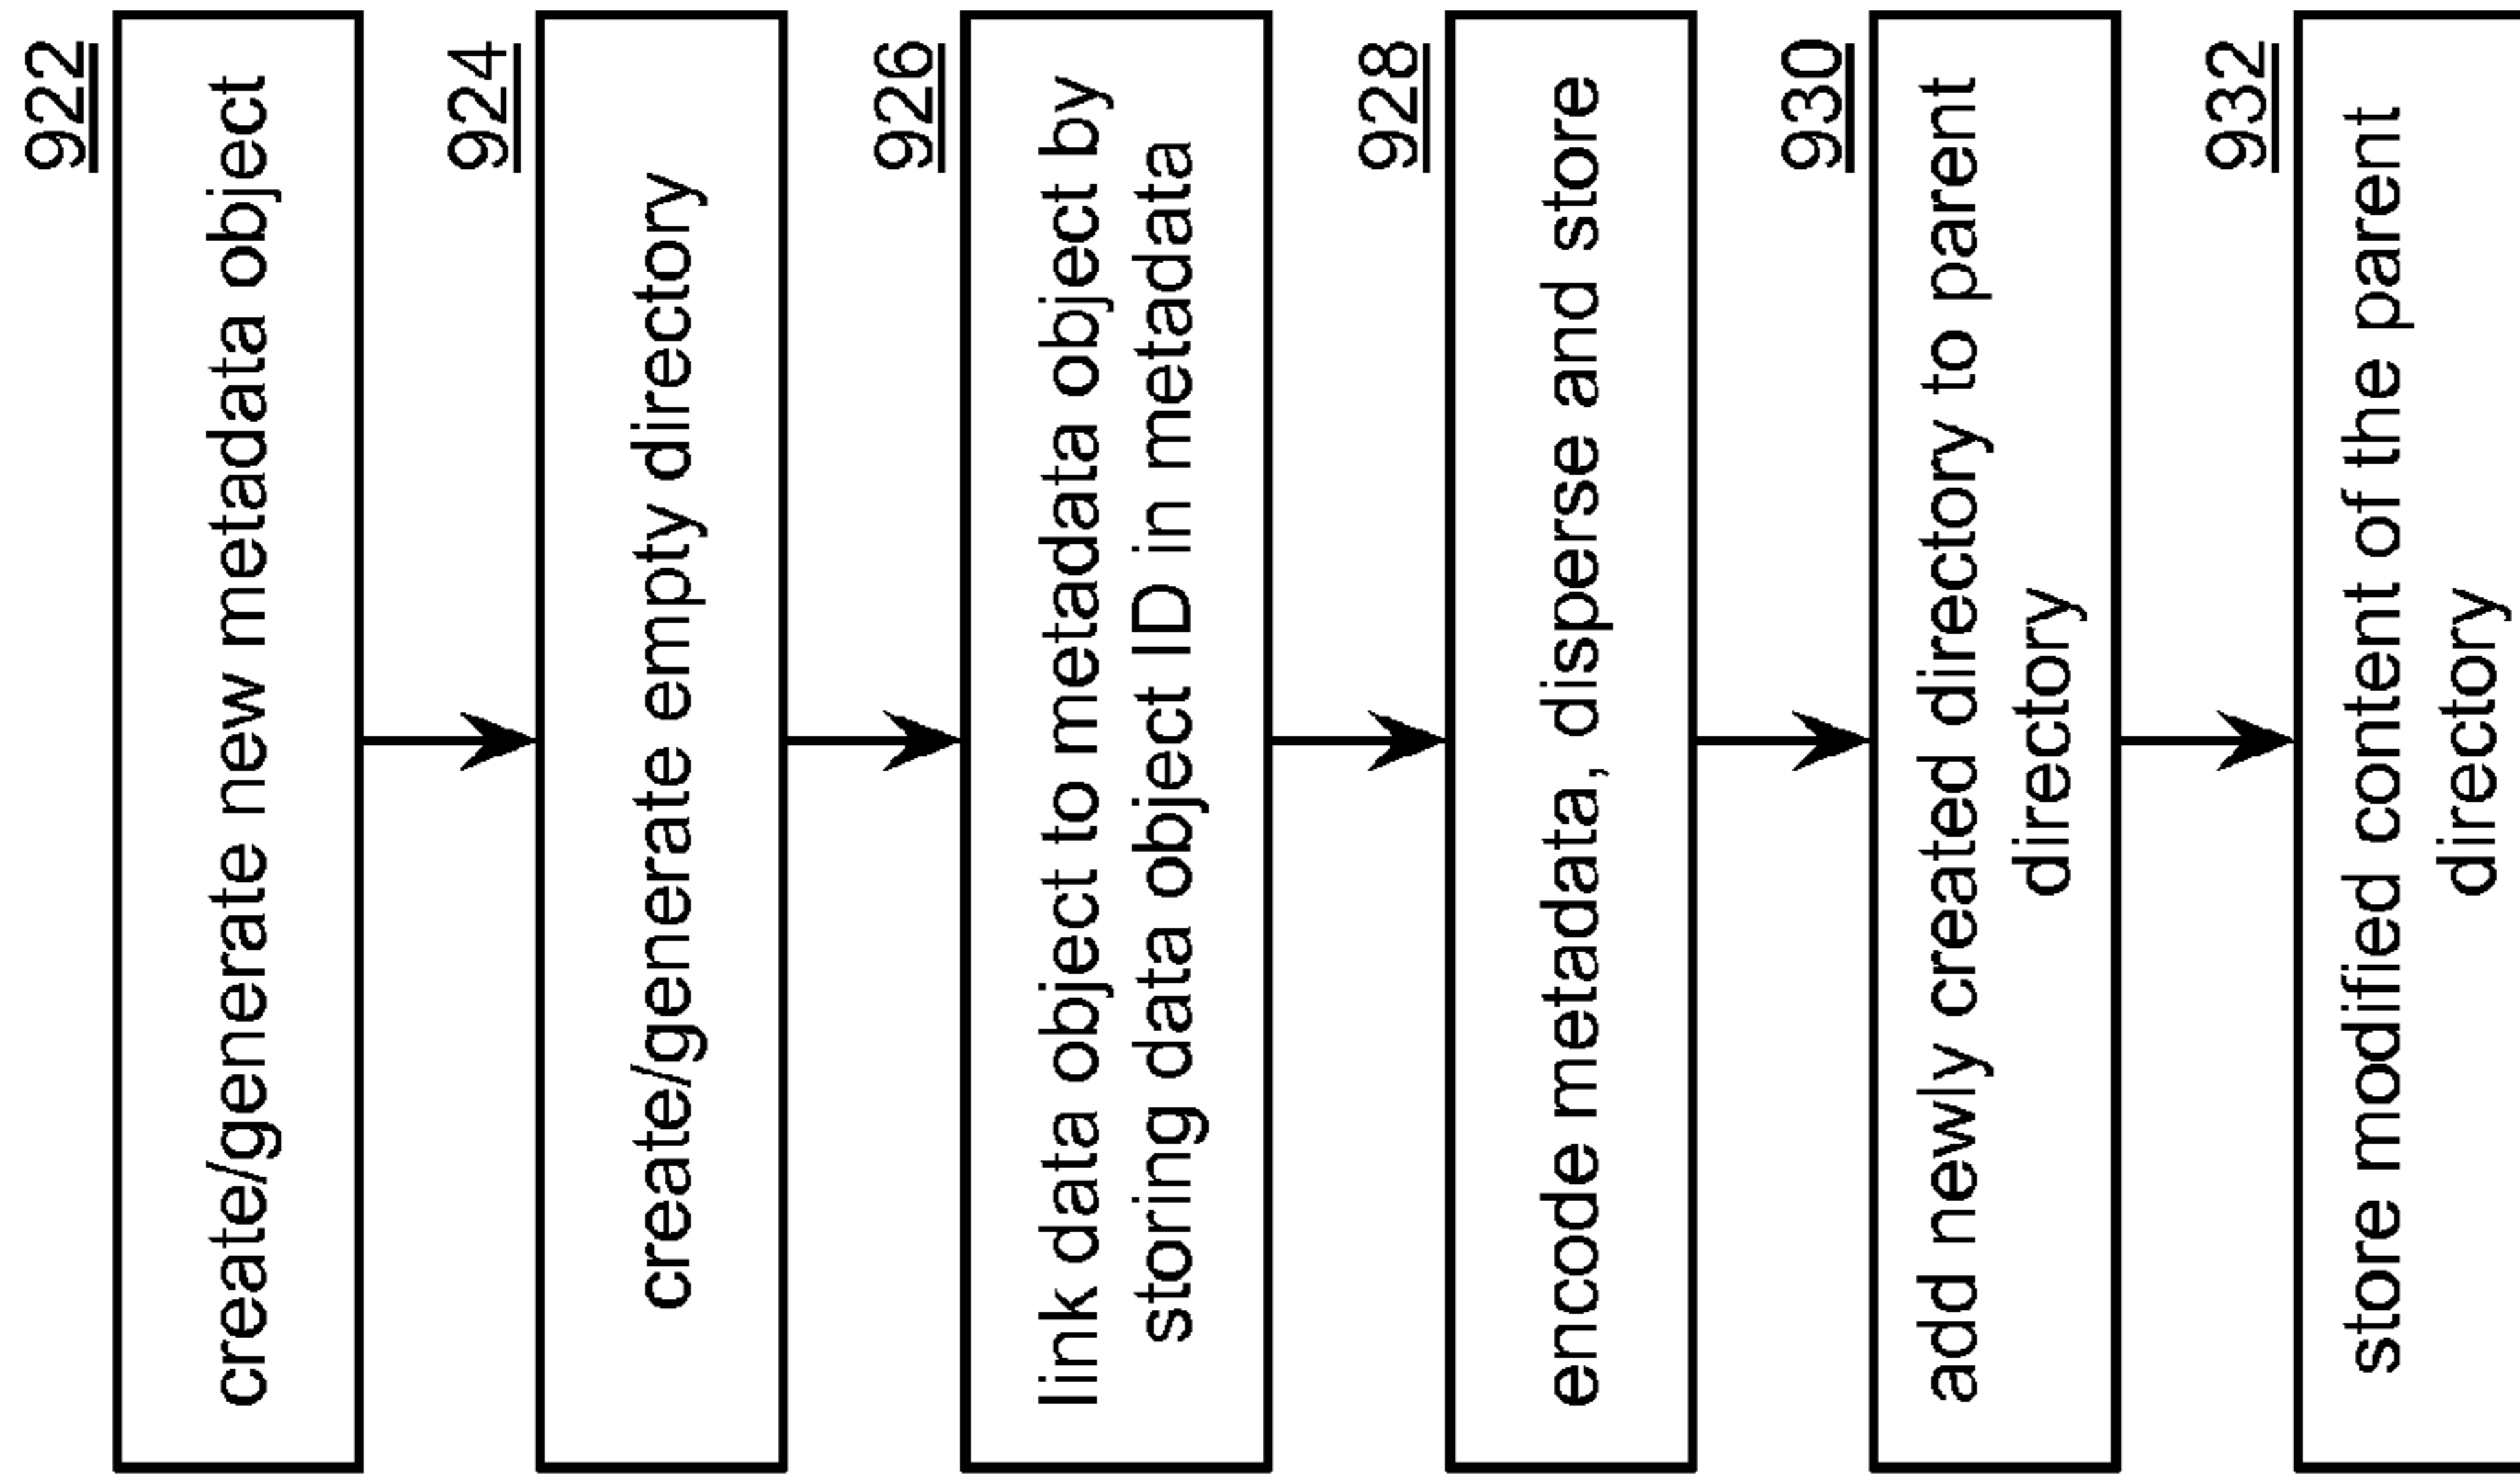 922
create/generate new metadata object
924
create/generate empty directory
926
link data object to metadata object by
storing data object ID in metadata
928
encode metadata, disperse and store
930
add newly created directory to parent
directory
932
store modified content of the parent
directory